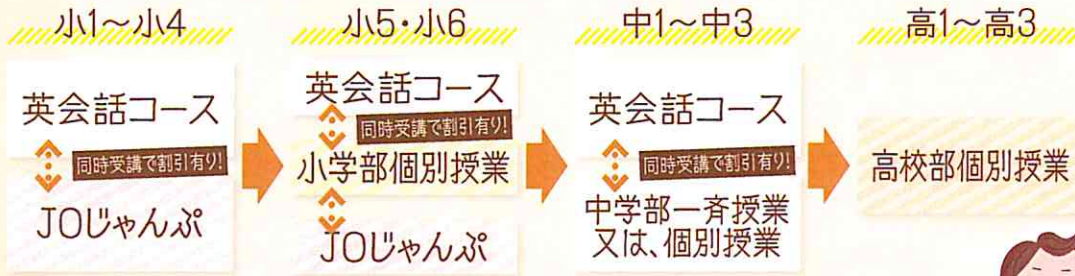 小1～小4
英会話コース
同時受講で割引有り!
JOじゃんぷ
小5・小6
英会話コース
同時受講で割引有り!
小学部個別授業
JOじゃんぷ
中1～中3
英会話コース
同時受講で割引有り!
中学部一斉授業
又は、個別授業
高1～高3
高校部個別授業